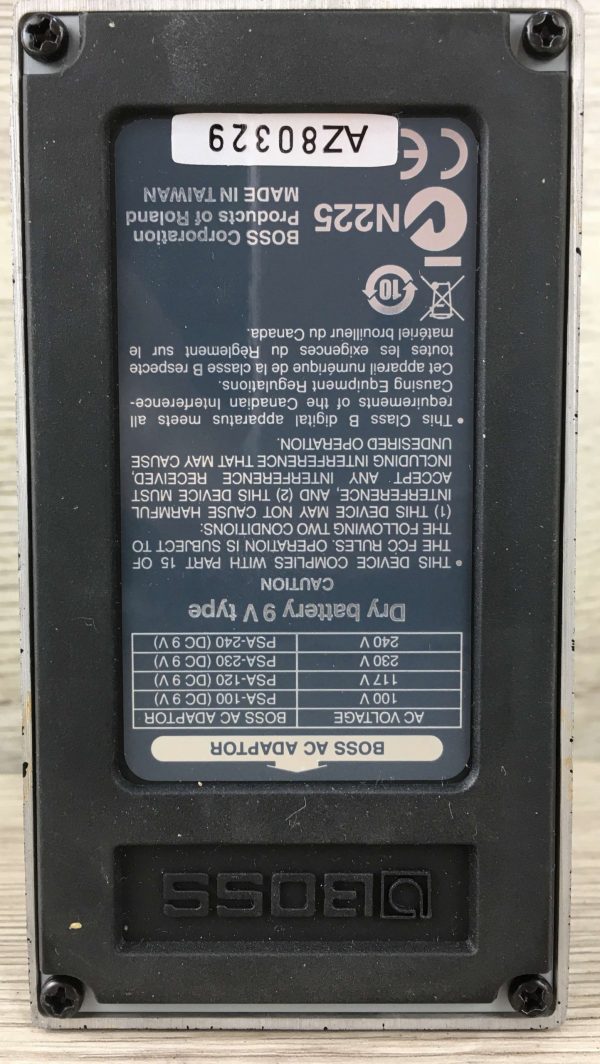 BOSS
BOSS AC ADAPTOR
AC VOLTAGE BOSS AC ADAPTOR
100 V PSA-100 (DC 9 V)
117 V PSA-120 (DC 9 V)
230 V PSA-230 (DC 9 V)
240 V PSA-240 (DC 9 V)
Dry battery 9 V type
CAUTION
• THIS DEVICE COMPLIES WITH PART 15 OF
THE FCC RULES. OPERATION IS SUBJECT TO
THE FOLLOWING TWO CONDITIONS:
(1) THIS DEVICE MAY NOT CAUSE HARMFUL
INTERFERENCE, AND (2) THIS DEVICE MUST
ACCEPT ANY INTERFERENCE RECEIVED,
INCLUDING INTERFERENCE THAT MAY CAUSE
UNDESIRED OPERATION.
• This Class B digital apparatus meets all
requirements of the Canadian Interference-
Causing Equipment Regulations.
Cet appareil numérique de la classe B respecte
toutes les exigences du Règlement sur le
matériel brouilleur du Canada.
10
N225
BOSS Corporation
Products of Roland
MADE IN TAIWAN
CE
AZ80329